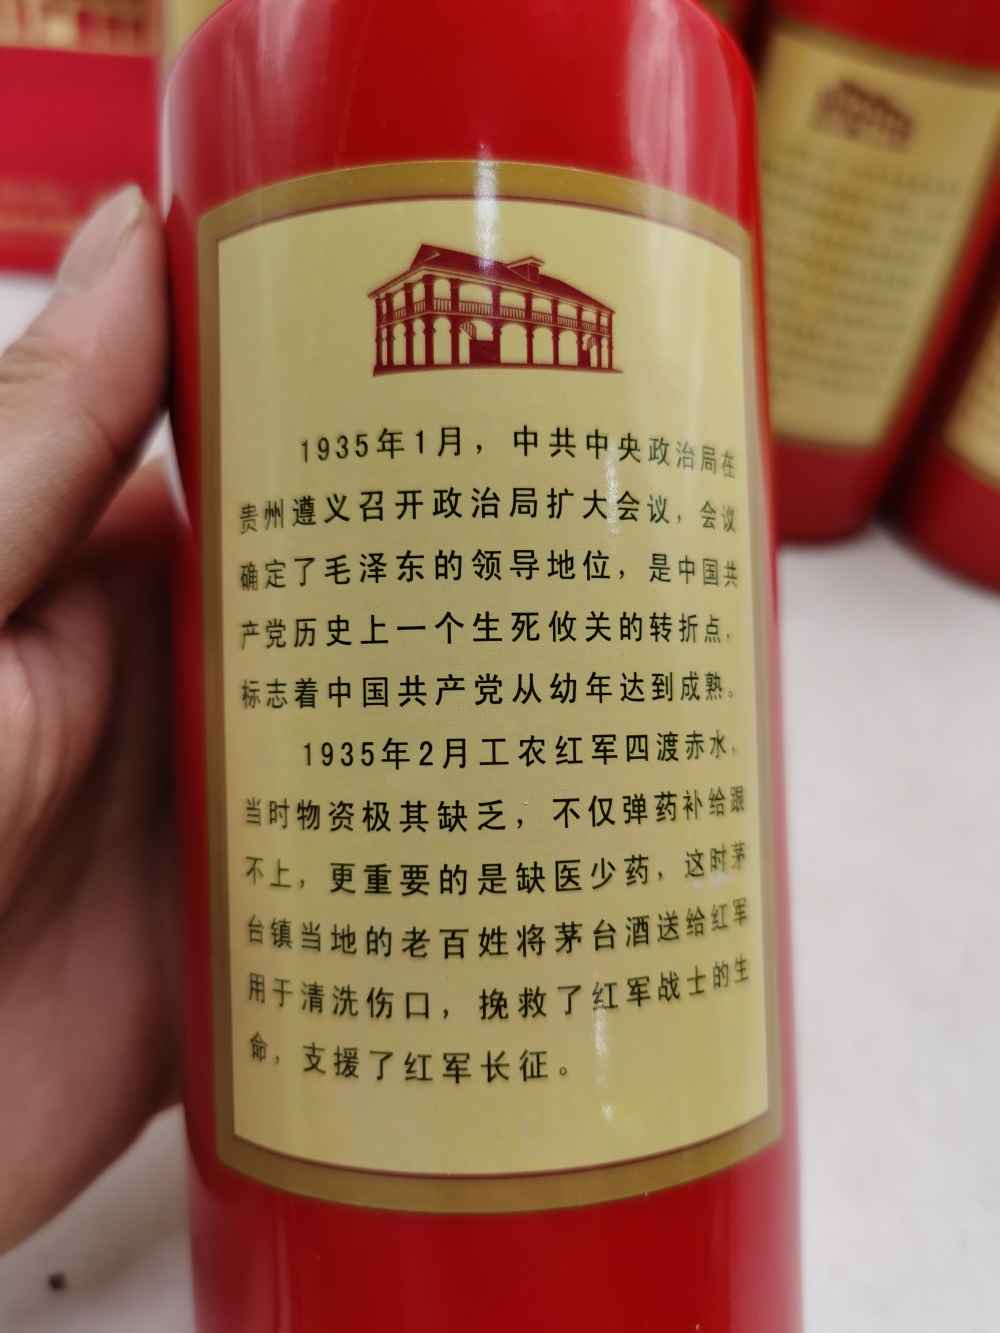 1935年1月，中共中央政治局在
贵州遵义召开政治局扩大会议，会议
确定了毛泽东的领导地位，是中国共
产党历史上一个生死攸关的转折点，
标志着中国共产党从幼年达到成熟。
1935年2月工农红军四渡赤水，
当时物资极其缺乏，不仅弹药补给跟
不上，更重要的是缺医少药，这时茅
台镇当地的老百姓将茅台酒送给红军
用于清洗伤口，挽救了红军战士的生
命，支援了红军长征。